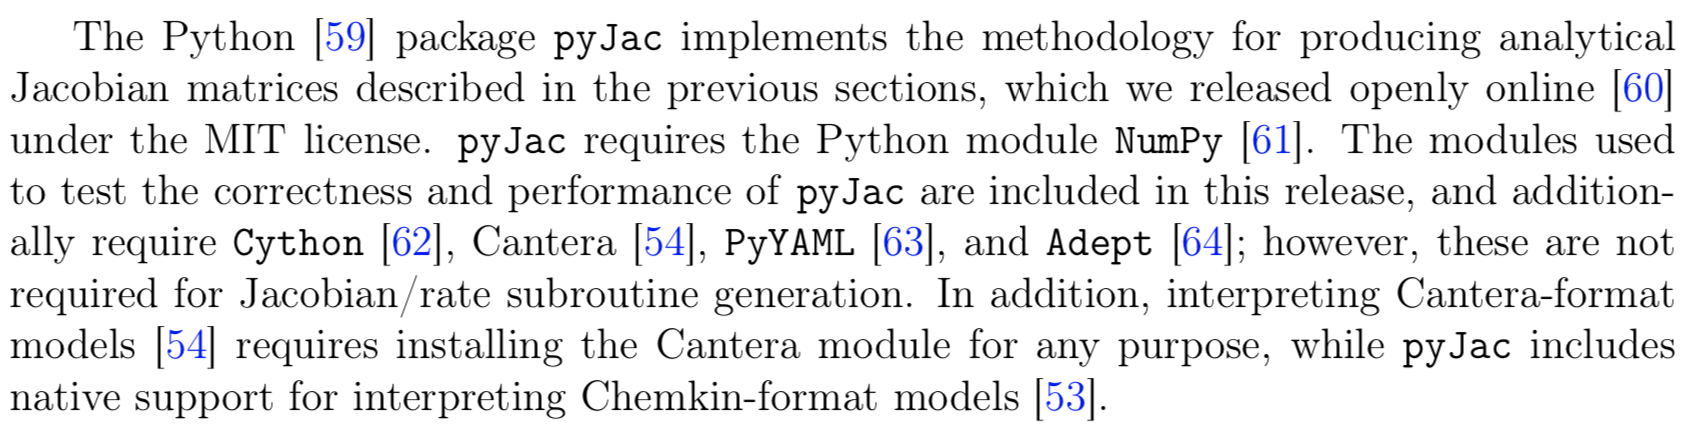 The Python [59] package pyJac implements the methodology for producing analytical
Jacobian matrices described in the previous sections, which we released openly online [60]
under the MIT license. pyJac requires the Python module NumPy [61]. The modules used
to test the correctness and performance of pyJac are included in this release, and addition-
ally require Cython [62], Cantera [54], PyYAML [63], and Adept [64]; however, these are not
required for Jacobian/rate subroutine generation. In addition, interpreting Cantera-format
models [54] requires installing the Cantera module for any purpose, while pyJac includes
native support for interpreting Chemkin-format models [53].